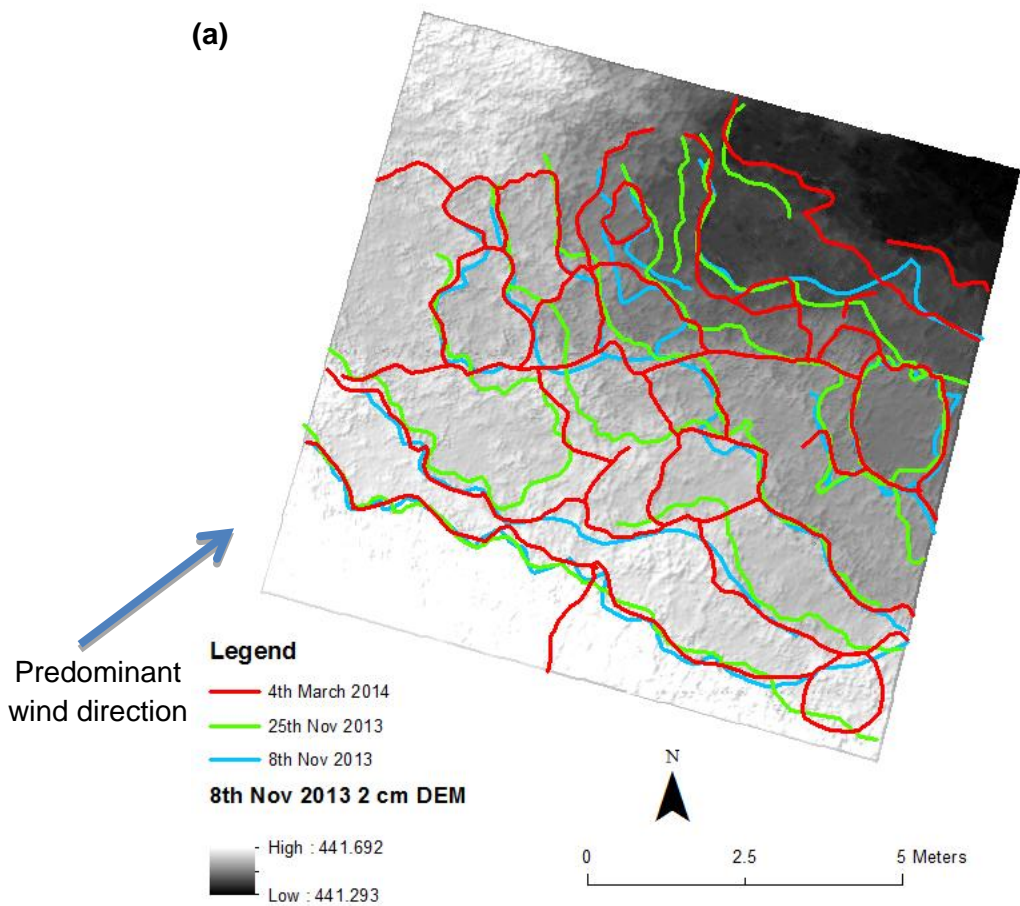 (a)
Predominant
wind direction
Legend
4th March 2014
25th Nov 2013
8th Nov 2013
8th Nov 2013 2 cm DEM
High : 441.692
Low : 441.293
N
0 2.5 5 Meters